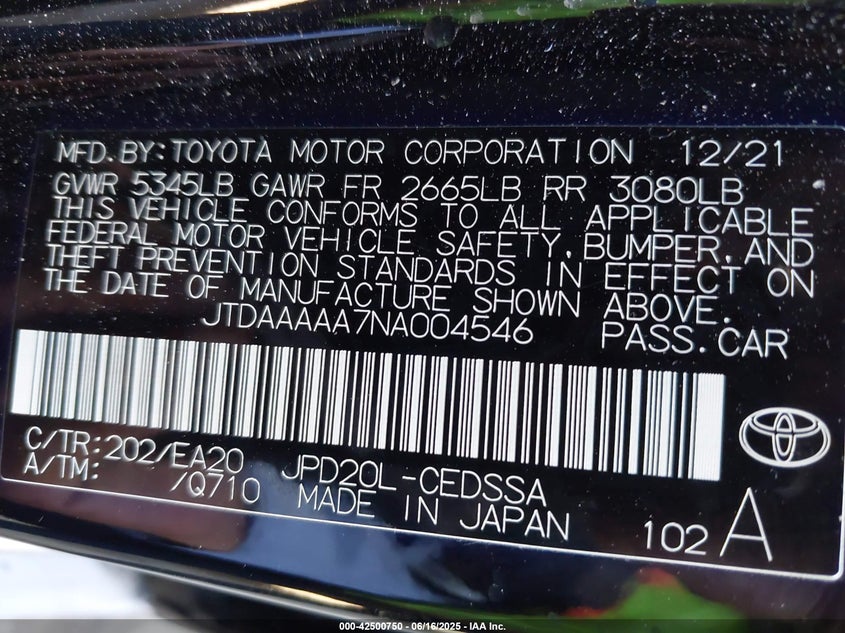 MFD.BY:TOYOTA MOTOR CORPORATION 12/21
GVWR 5345LB GAWR FR 2665LB RR 3080LB
THIS VEHICLE CONFORMS TO ALL APPLICABLE
FEDERAL MOTOR VEHICLE SAFETY,BUMPER,AND
THEFT PREVENTION STANDARDS IN EFFECT ON
THE DATE OF MANUFACTURE SHOWN ABOVE.
JTDAAAAA7NA004546 PASS.CAR
C/TR:202/EA20 JPD20L-CEDSSA
A/TM: /Q710 MADE IN JAPAN 102 A
000-42500750 - 06/16/2025 - IAA Inc.